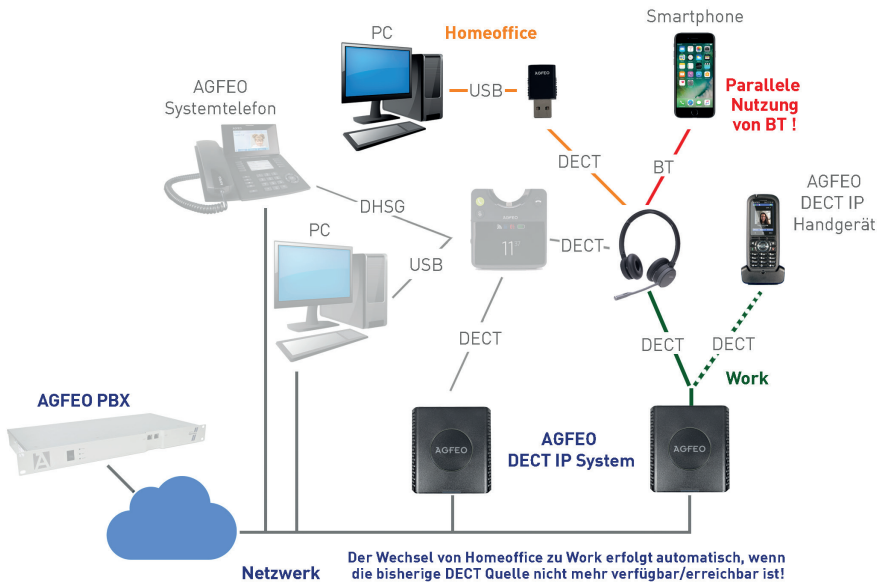 Smartphone
PC
Homeoffice
AGFEO
USB
AGFEO
Systemtelefon
Parallele
Nutzung
von BT !
DECT
BT
AGFEO
DECT IP
Handgerät
DHSG
AGFEO
11
PC
DECT
USB
DECT
DECT
DECT
Work
AGFEO PBX
AGFEO
AGFEO
DECT IP System
AGFEO
Netzwerk
Der Wechsel von Homeoffice zu Work erfolgt automatisch, wenn
die bisherige DECT Quelle nicht mehr verfügbar/erreichbar ist!